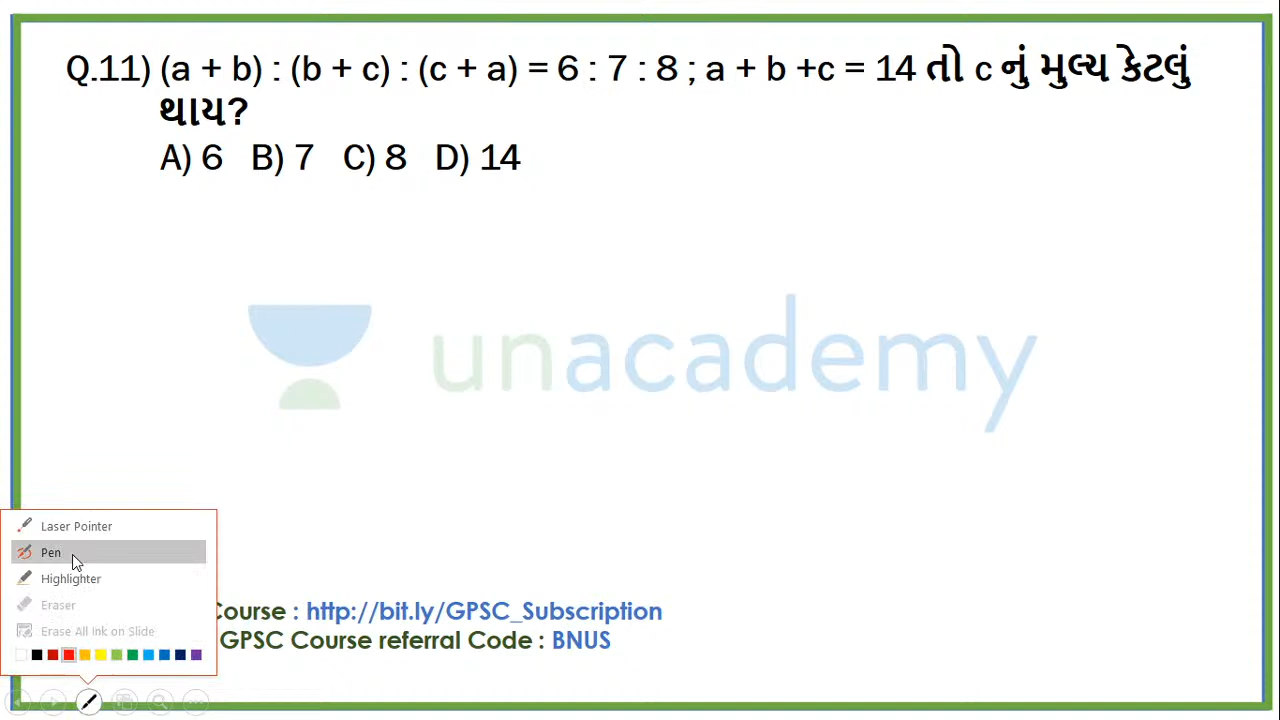 Q.11) (a + b) : (b + c) : (c + a) = 6 : 7 : 8 ; a + b +c = 14 તો c નું મુલ્ય કેટલું
થાય?
A) 6 B) 7 C) 8 D) 14
unacademy
Laser Pointer
Pen
Highlighter
Eraser
Erase All Ink on Slide
Course : http://bit.ly/GPSC_Subscription
GPSC Course referral Code : BNUS